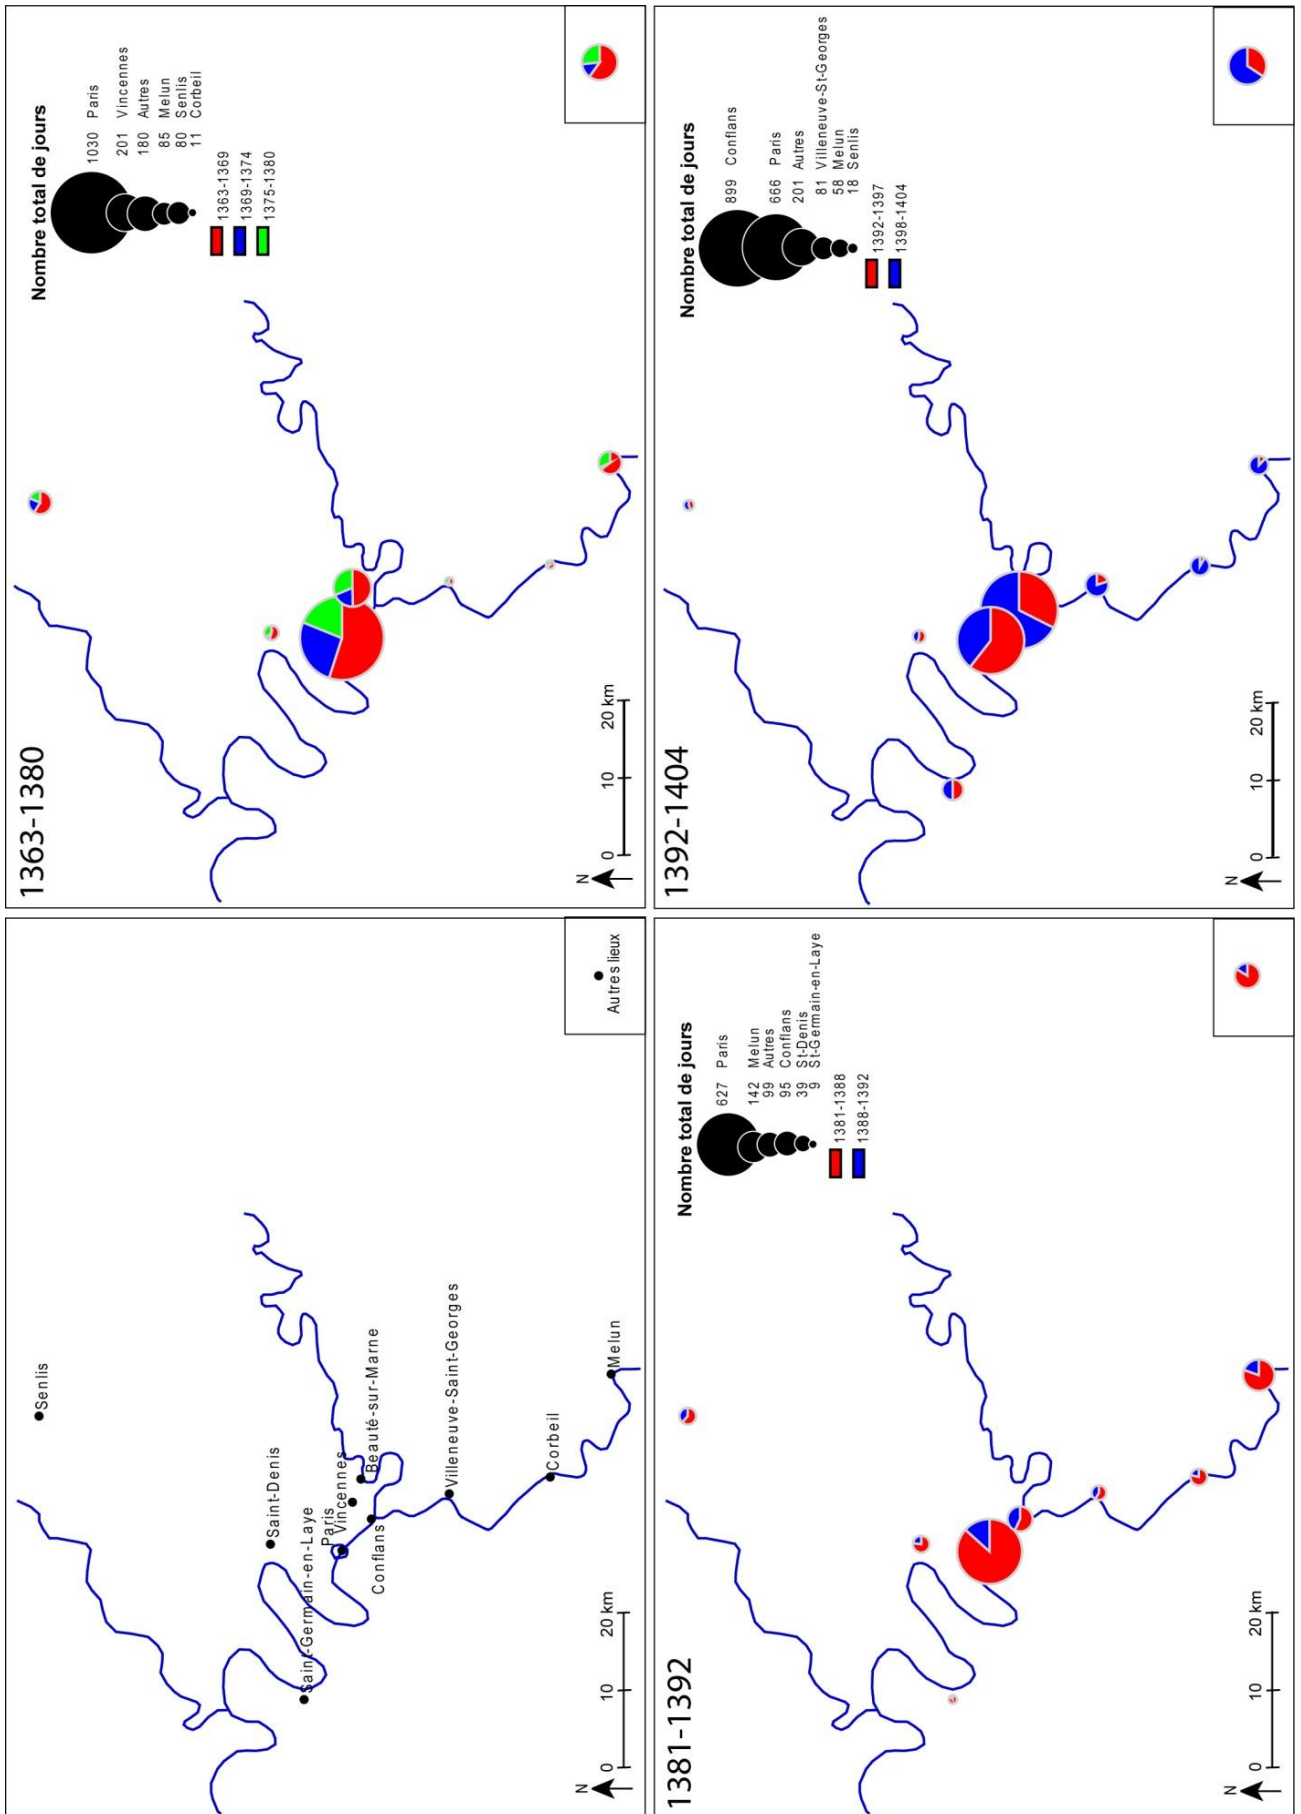 Senlis
Saint-Denis
Saint-Germain-en-Laye
Paris
Vincennes
Beauté-sur-Marne
Conflans
Villeneuve-Saint-Georges
Corbeil
Melun
N
0 10 20 km
Autres lieux
1363-1380
Nombre total de jours
1030 Paris
201 Vincennes
180 Autres
85 Melun
80 Senlis
11 Corbeil
1363-1369
1369-1374
1375-1380
N
0 10 20 km
1381-1392
Nombre total de jours
627 Paris
142 Melun
99 Autres
95 Conflans
39 St-Denis
9 St-Germain-en-Laye
1381-1388
1388-1392
N
0 10 20 km
1392-1404
Nombre total de jours
899 Conflans
666 Paris
201 Autres
81 Villeneuve-St-Georges
58 Melun
18 Senlis
1392-1397
1398-1404
N
0 10 20 km